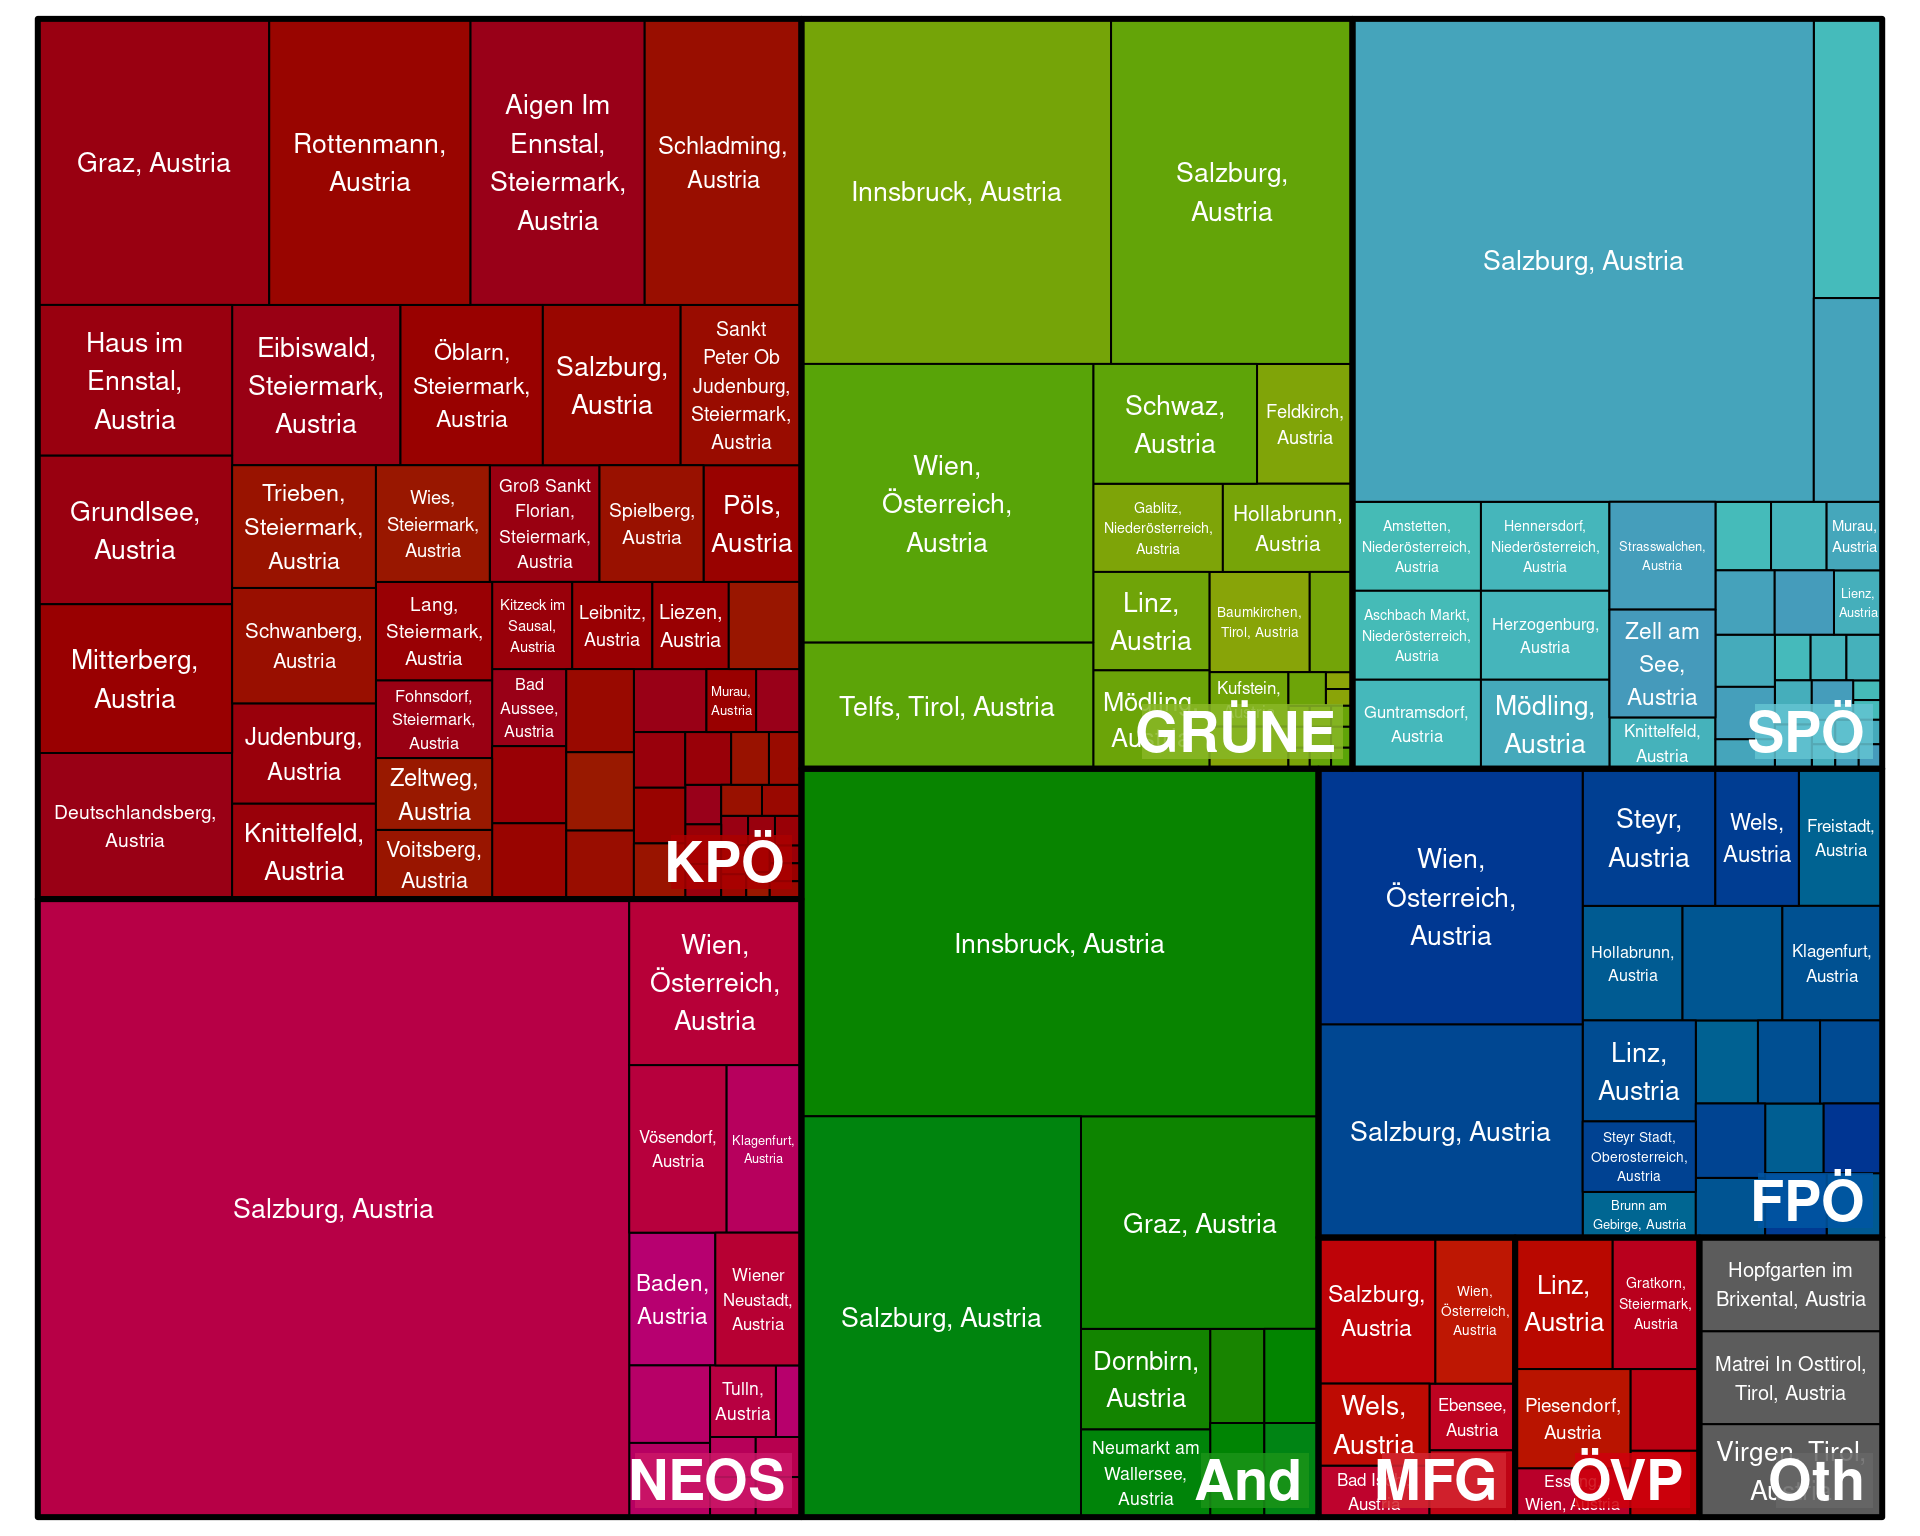 Graz, Austria
Rottenmann,
Austria
Aigen Im
Ennstal,
Steiermark,
Austria
Schladming,
Austria
Haus im
Ennstal,
Austria
Eibiswald,
Steiermark,
Austria
Öblarn,
Steiermark,
Austria
Salzburg,
Austria
Sankt
Peter Ob
Judenburg,
Steiermark,
Austria
Grundlsee,
Austria
Trieben,
Steiermark,
Austria
Wies,
Steiermark,
Austria
Groß Sankt
Florian,
Steiermark,
Austria
Spielberg,
Austria
Pöls,
Austria
Mitterberg,
Austria
Schwanberg,
Austria
Lang,
Steiermark,
Austria
Kitzeck im
Sausal,
Austria
Leibnitz,
Austria
Liezen,
Austria
Judenburg,
Austria
Fohnsdorf,
Steiermark,
Austria
Bad
Aussee,
Austria
Murau,
Austria
Deutschlandsberg,
Austria
Knittelfeld,
Austria
Zeltweg,
Austria
Voitsberg,
Austria
KPÖ
Innsbruck, Austria
Salzburg,
Austria
Wien,
Österreich,
Austria
Schwaz,
Austria
Feldkirch,
Austria
Gablitz,
Niederösterreich,
Austria
Hollabrunn,
Austria
Linz,
Austria
Baumkirchen,
Tirol, Austria
Telfs, Tirol, Austria
Mödling,
Austria
Kufstein,
GRÜNE
Salzburg, Austria
Amstetten,
Niederösterreich,
Austria
Hennersdorf,
Niederösterreich,
Austria
Strasswalchen,
Austria
Murau,
Austria
Aschbach Markt,
Niederösterreich,
Austria
Herzogenburg,
Austria
Zell am
See,
Austria
Lienz,
Austria
Guntramsdorf,
Austria
Mödling,
Austria
Knittelfeld,
Austria
SPÖ
Salzburg, Austria
Wien,
Österreich,
Austria
Vösendorf,
Austria
Klagenfurt,
Austria
Baden,
Austria
Wiener
Neustadt,
Austria
Tulln,
Austria
NEOS
Innsbruck, Austria
Salzburg, Austria
Graz, Austria
Dornbirn,
Austria
Neumarkt am
Wallersee,
Austria
And
Wien,
Österreich,
Austria
Steyr,
Austria
Wels,
Austria
Freistadt,
Austria
Hollabrunn,
Austria
Klagenfurt,
Austria
Salzburg, Austria
Linz,
Austria
Steyr Stadt,
Oberosterreich,
Austria
Brunn am
Gebirge, Austria
FPÖ
Salzburg,
Austria
Wien,
Österreich,
Austria
Wels,
Austria
Ebensee,
Austria
Bad
Austria
MFG
Linz,
Austria
Gratkorn,
Steiermark,
Austria
Piesendorf,
Austria
Wien, Austria
ÖVP
Hopfgarten im
Brixental, Austria
Matrei In Osttirol,
Tirol, Austria
Virgen, Tirol,
Austria
Oth